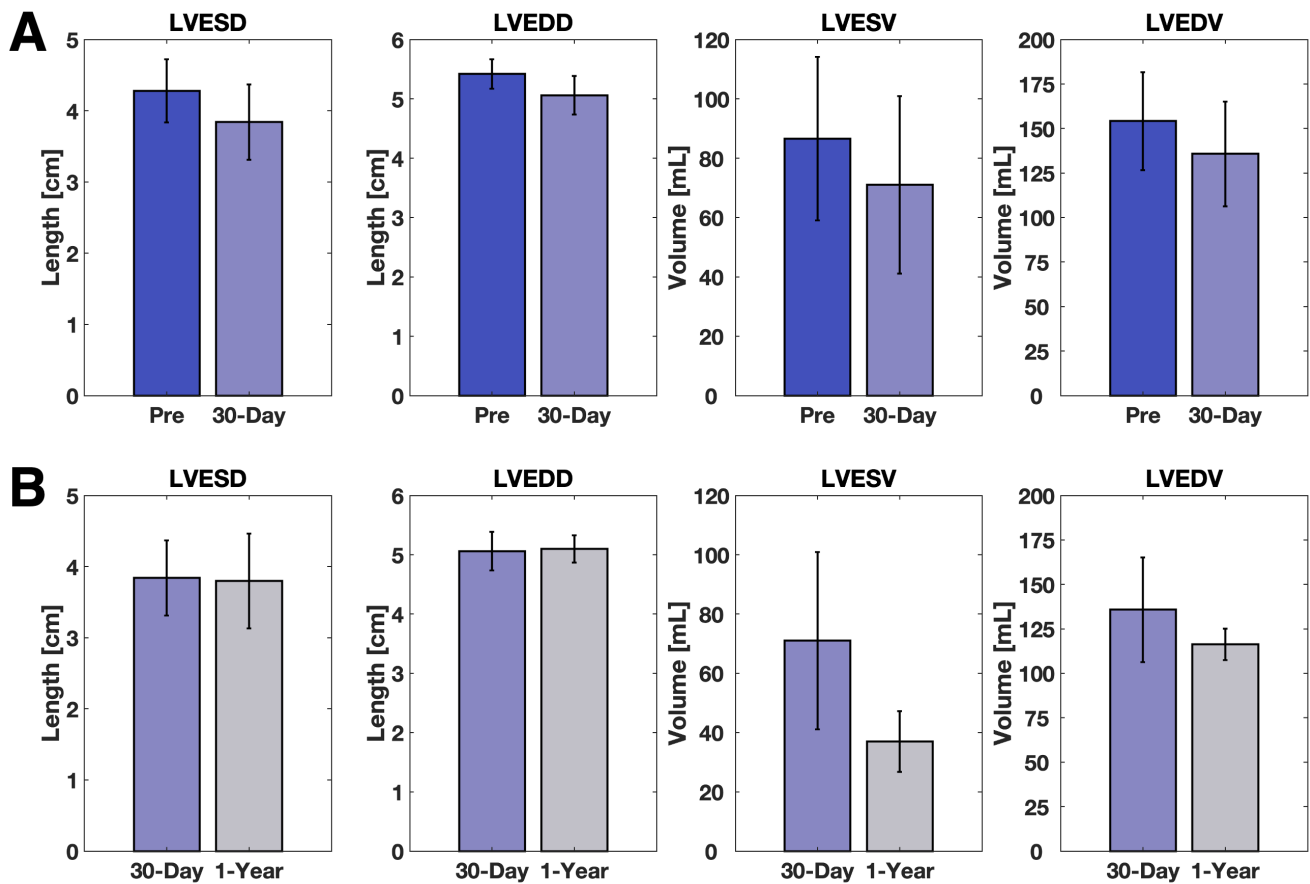 A
LVESD
LVEDD
LVESV
LVEDV
5
4
3
2
1
0
Length [cm]
Pre 30-Day
6
5
4
3
2
1
0
Length [cm]
Pre 30-Day
120
100
80
60
40
20
0
Volume [mL]
Pre 30-Day
200
175
150
125
100
75
50
25
0
Volume [mL]
Pre 30-Day
B
LVESD
LVEDD
LVESV
LVEDV
5
4
3
2
1
0
Length [cm]
30-Day 1-Year
6
5
4
3
2
1
0
Length [cm]
30-Day 1-Year
120
100
80
60
40
20
0
Volume [mL]
30-Day 1-Year
200
175
150
125
100
75
50
25
0
Volume [mL]
30-Day 1-Year